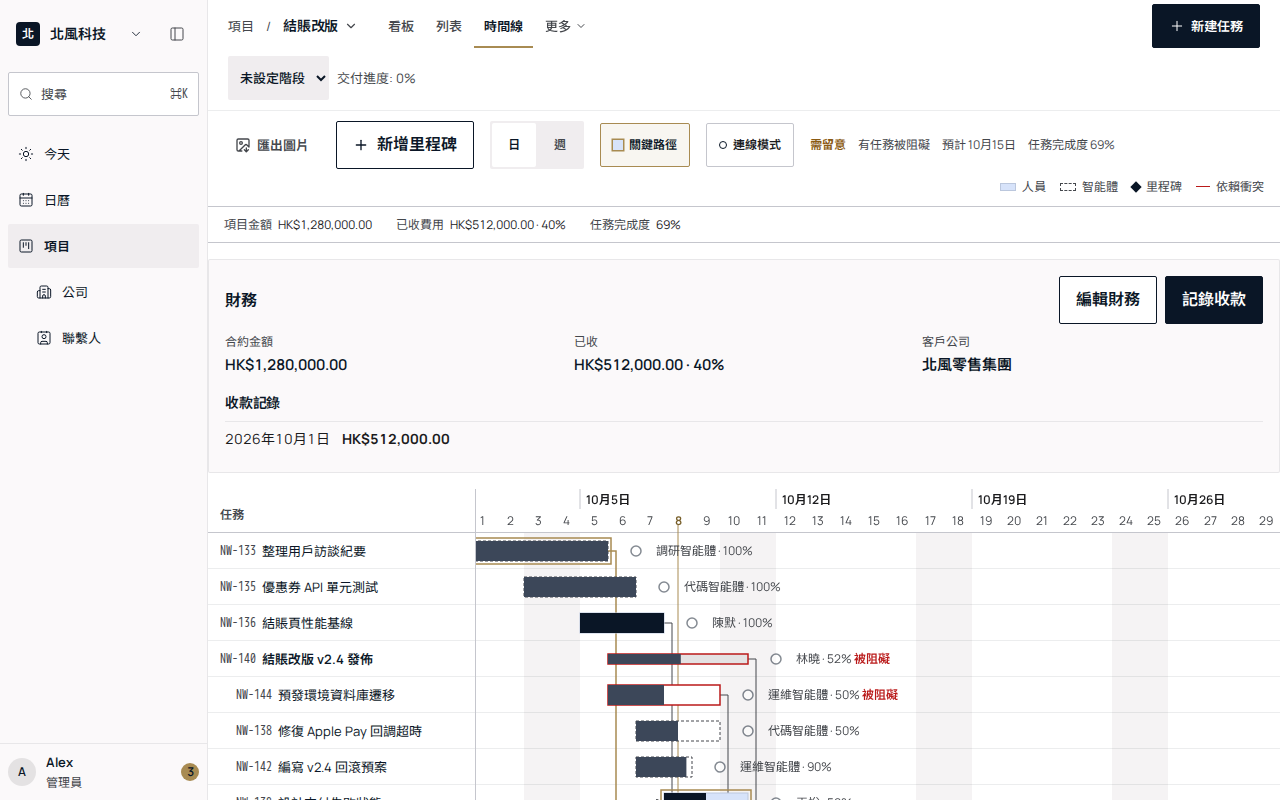 北 北風科技
搜尋 ⌘K
今天
日曆
項目
公司
聯繫人
A Alex
管理員
3
項目 / 結賬改版 看板 列表 時間線 更多
+ 新建任務
未設定階段 交付進度: 0%
匯出圖片 + 新增里程碑 日 週 關鍵路徑 連線模式 需留意 有任務被阻礙 預計10月15日 任務完成度69%
人員 智能體 里程碑 依賴衝突
項目金額 HK$1,280,000.00 已收費用 HK$512,000.00 · 40% 任務完成度 69%
財務 編輯財務 記錄收款
合約金額 已收 客戶公司
HK$1,280,000.00 HK$512,000.00 · 40% 北風零售集團
收款記錄
2026年10月1日 HK$512,000.00
任務 10月5日 10月12日 10月19日 10月26日
1 2 3 4 5 6 7 8 9 10 11 12 13 14 15 16 17 18 19 20 21 22 23 24 25 26 27 28 29
NW-133 整理用戶訪談紀要 調研智能體 · 100%
NW-135 優惠券 API 單元測試 代碼智能體 · 100%
NW-136 結賬頁性能基線 陳默 · 100%
NW-140 結賬改版 v2.4 發佈 林曉 · 52% 被阻礙
NW-144 預發環境資料庫遷移 運維智能體 · 50% 被阻礙
NW-138 修復 Apple Pay 回調超時 代碼智能體 · 50%
NW-142 編寫 v2.4 回滾預案 運維智能體 · 90%